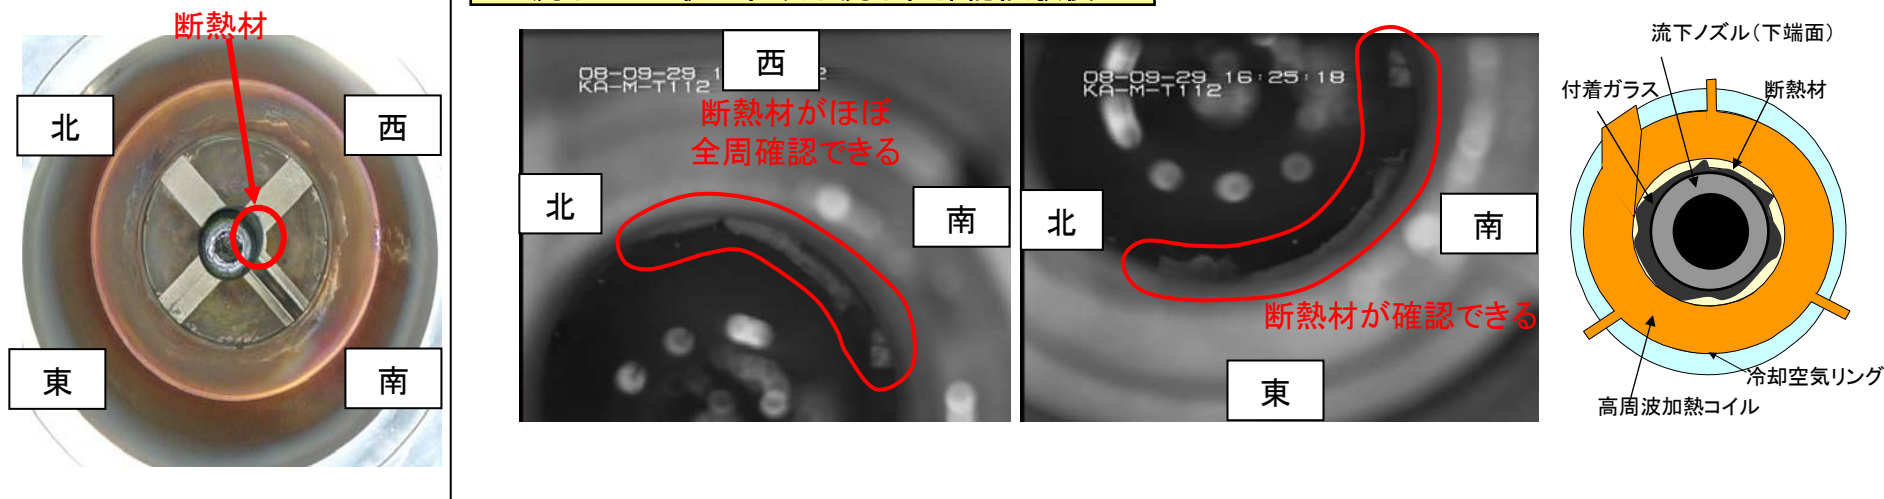 断熱材
北
西
東
南
08-09-29
KA-M-T112
西
断熱材がほぼ
全周確認できる
北
南
08-09-29 16:25:18
KA-M-T112
北
南
断熱材が確認できる
東
流下ノズル(下端面)
付着ガラス
断熱材
冷却空気リング
高周波加熱コイル